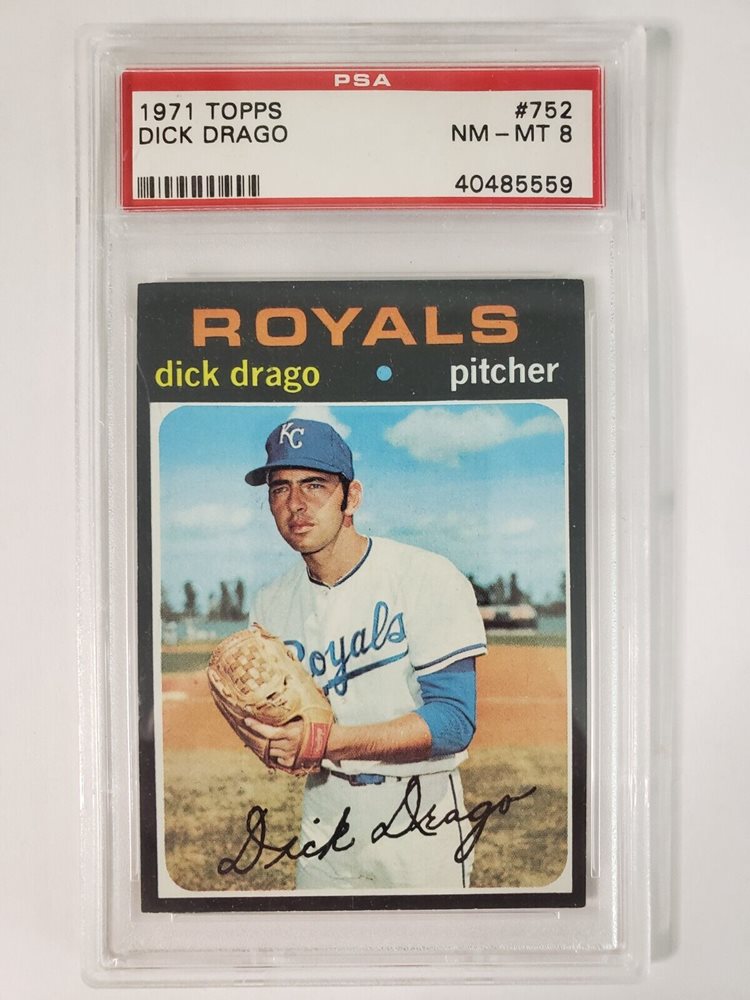 PSA
1971 TOPPS #752
DICK DRAGO NM-MT 8
40485559
ROYALS
dick drago • pitcher
KC
Royals
Dick Drago